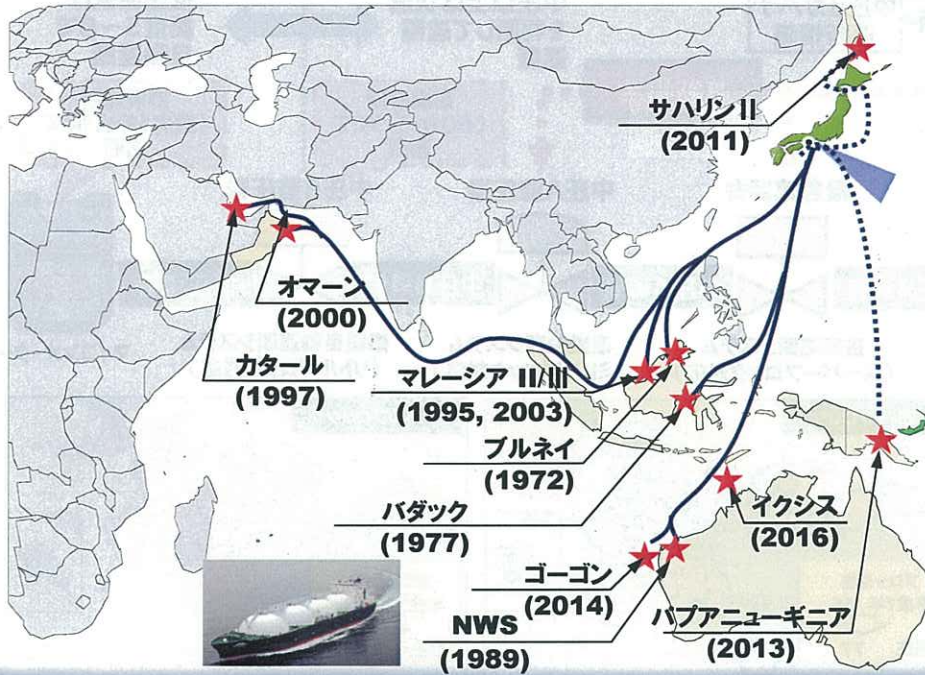 サハリンII
(2011)
オマーン
(2000)
カタール
(1997)
マレーシア II/III
(1995, 2003)
ブルネイ
(1972)
バダック
(1977)
イクシス
(2016)
ゴーゴン
(2014)
パプアニューギニア
(2013)
NWS
(1989)